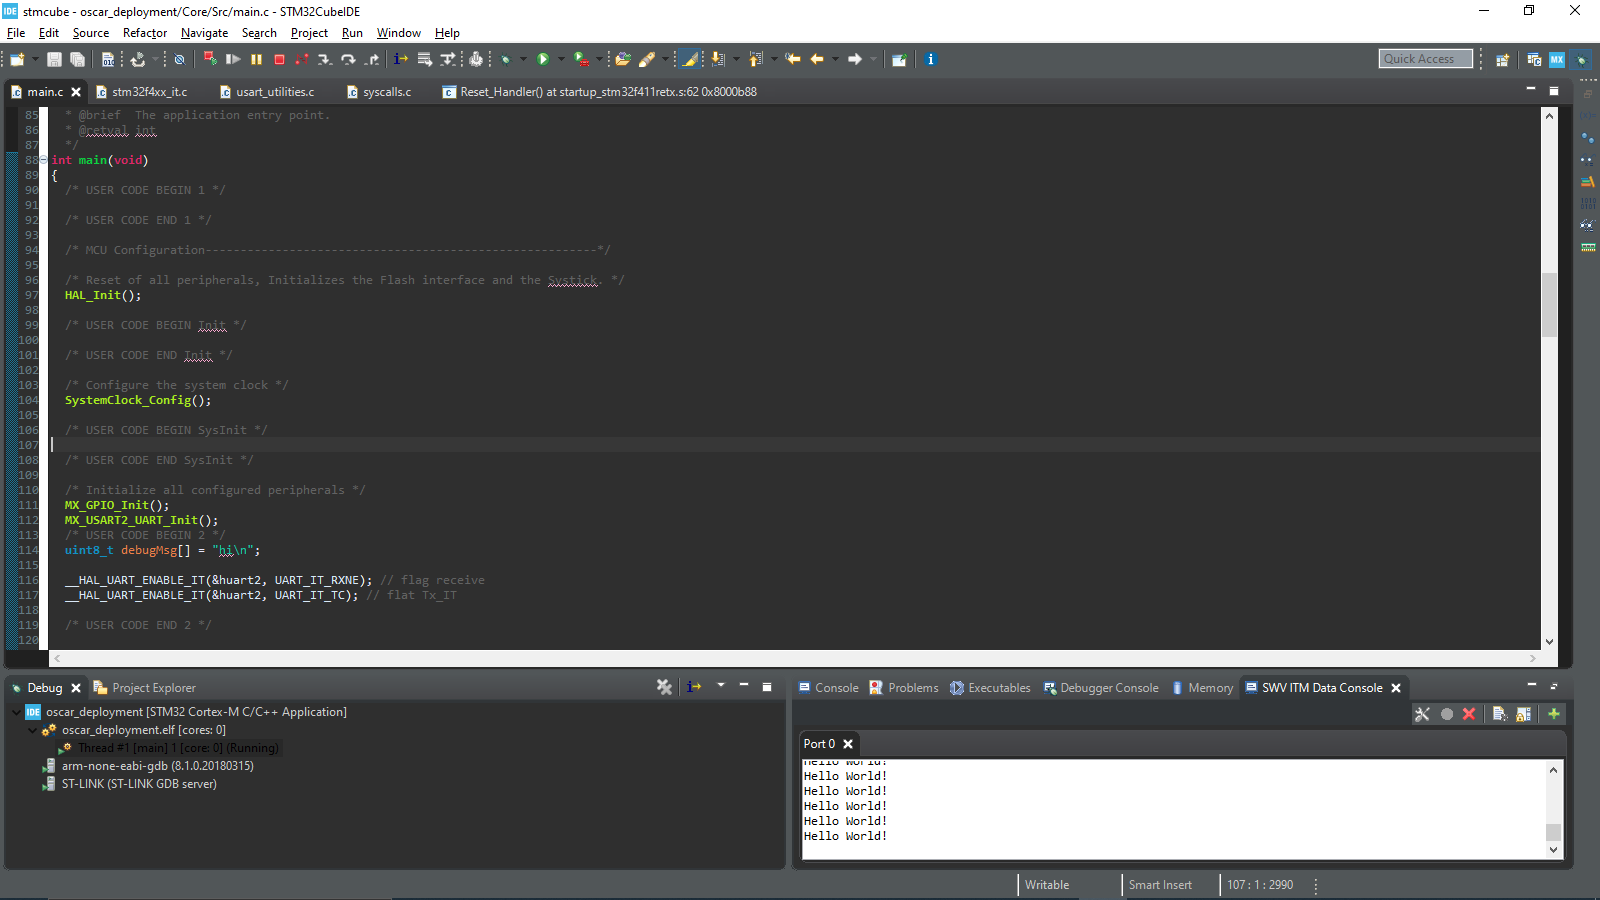 IDE stmcube - oscar_deployment/Core/Src/main.c - STM32CubeIDE
File Edit Source Refactor Navigate Search Project Run Window Help
Quick Access
MX
main.c stm32f4xx_it.c usart_utilities.c syscalls.c Reset_Handler() at startup_stm32f411retx.s:62 0x8000b88
85 * @brief The application entry point.
86 * @retval int
87 */
88 int main(void)
89 {
90 /* USER CODE BEGIN 1 */
91
92 /* USER CODE END 1 */
93
94 /* MCU Configuration--------------------------------------------------------*/
95
96 /* Reset of all peripherals, Initializes the Flash interface and the Systick. */
97 HAL_Init();
98
99 /* USER CODE BEGIN Init */
100
101 /* USER CODE END Init */
102
103 /* Configure the system clock */
104 SystemClock_Config();
105
106 /* USER CODE BEGIN SysInit */
107
108 /* USER CODE END SysInit */
109
110 /* Initialize all configured peripherals */
111 MX_GPIO_Init();
112 MX_USART2_UART_Init();
113 /* USER CODE BEGIN 2 */
114 uint8_t debugMsg[] = "hi\n";
115
116 __HAL_UART_ENABLE_IT(&huart2, UART_IT_RXNE); // flag receive
117 __HAL_UART_ENABLE_IT(&huart2, UART_IT_TC); // flat Tx_IT
118
119 /* USER CODE END 2 */
120
Debug Project Explorer
IDE oscar_deployment [STM32 Cortex-M C/C++ Application]
oscar_deployment.elf [cores: 0]
Thread #1 [main] 1 [core: 0] (Running)
arm-none-eabi-gdb (8.1.0.20180315)
ST-LINK (ST-LINK GDB server)
Console Problems Executables Debugger Console Memory SWV ITM Data Console
Port 0
Hello World!
Hello World!
Hello World!
Hello World!
Hello World!
Hello World!
Writable Smart Insert 107 : 1 : 2990